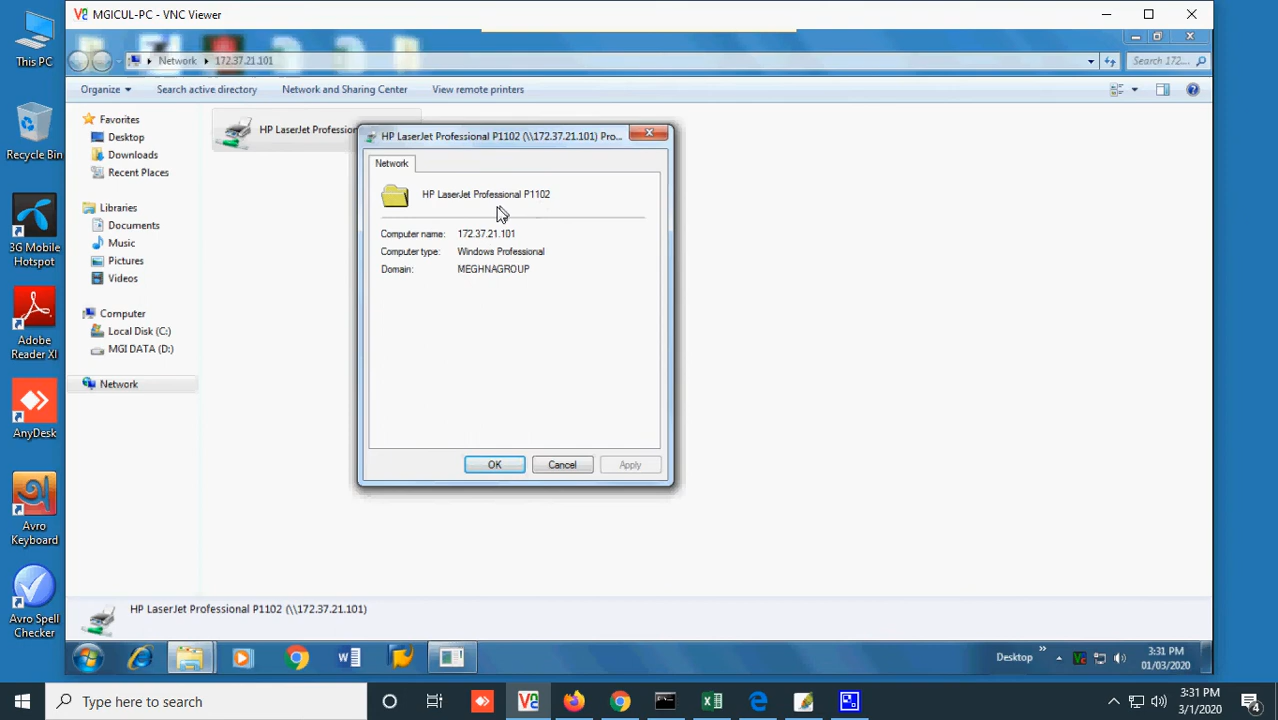 MGICUL-PC - VNC Viewer
This PC
Recycle Bin
3G Mobile
Hotspot
Adobe
Reader XI
AnyDesk
Avro
Keyboard
Avro Spell
Checker
Network
172.37.21.101
Search 172...
Organize
Search active directory
Network and Sharing Center
View remote printers
Favorites
Desktop
Downloads
Recent Places
Libraries
Documents
Music
Pictures
Videos
Computer
Local Disk (C:)
MGI DATA (D:)
Network
HP LaserJet Profession
HP LaserJet Professional P1102 (\\172.37.21.101) Pro...
Network
HP LaserJet Professional P1102
Computer name: 172.37.21.101
Computer type: Windows Professional
Domain: MEGHNAGROUP
OK
Cancel
Apply
HP LaserJet Professional P1102 (\\172.37.21.101)
Desktop
3:31 PM
01/03/2020
Type here to search
3:31 PM
3/1/2020
4